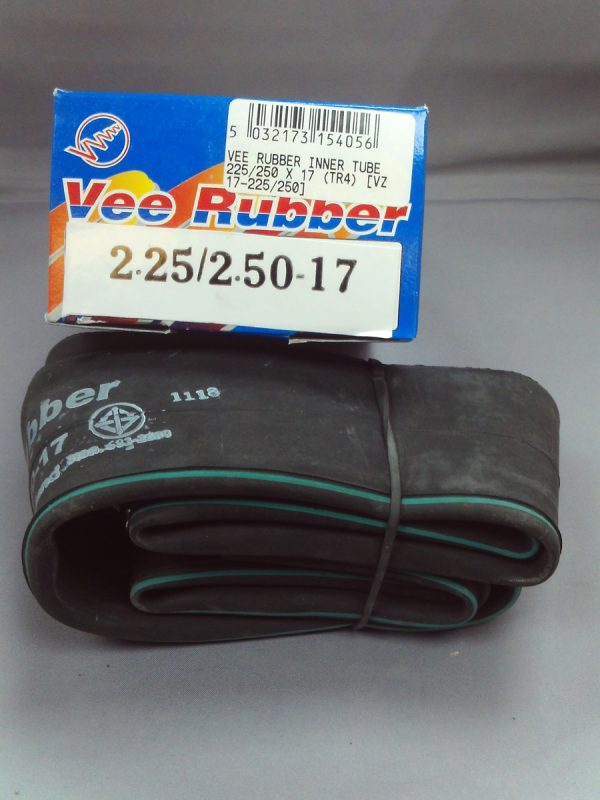 5 032173 154056
VEE RUBBER INNER TUBE
225/250 X 17 (TR4) [VZ
17-225/250]
Vee Rubber
2.25/2.50-17
bber
1118
-17